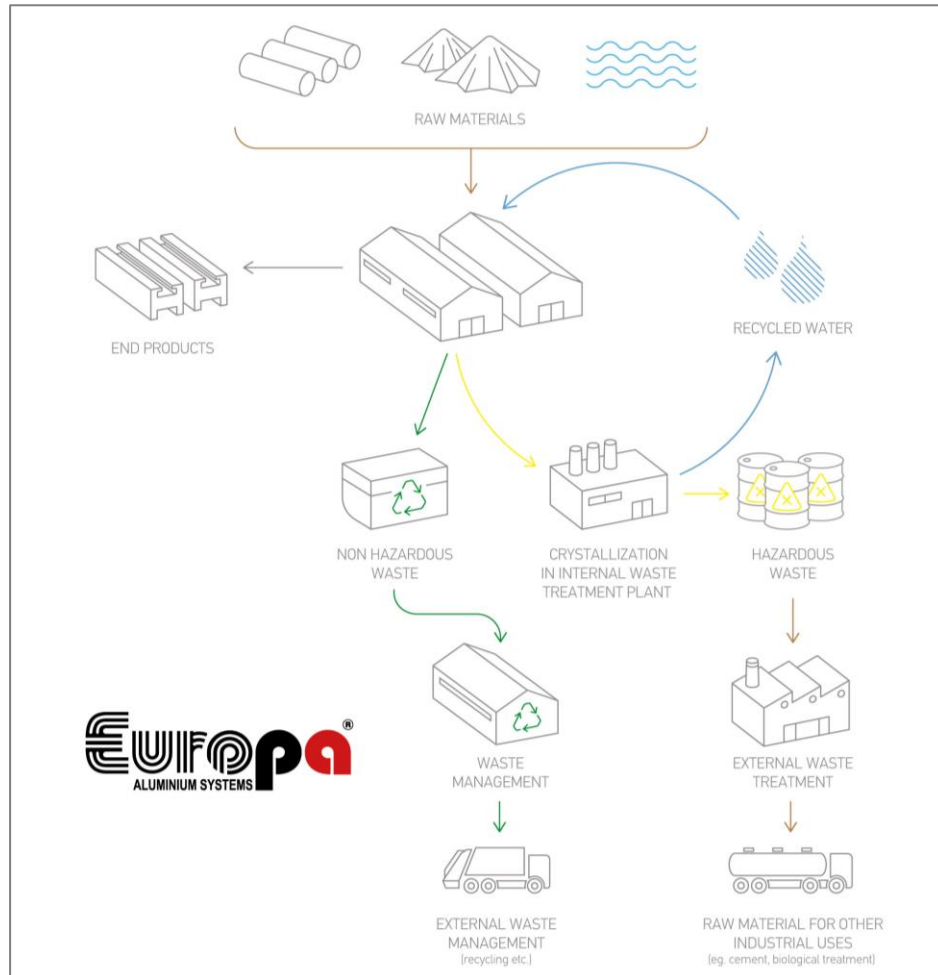 RAW MATERIALS
END PRODUCTS
RECYCLED WATER
NON HAZARDOUS
WASTE
CRYSTALLIZATION
IN INTERNAL WASTE
TREATMENT PLANT
HAZARDOUS
WASTE
WASTE
MANAGEMENT
EXTERNAL WASTE
TREATMENT
Europa®
ALUMINIUM SYSTEMS
EXTERNAL WASTE
MANAGEMENT
(recycling etc.)
RAW MATERIAL FOR OTHER
INDUSTRIAL USES
(eg. cement, biological treatment)